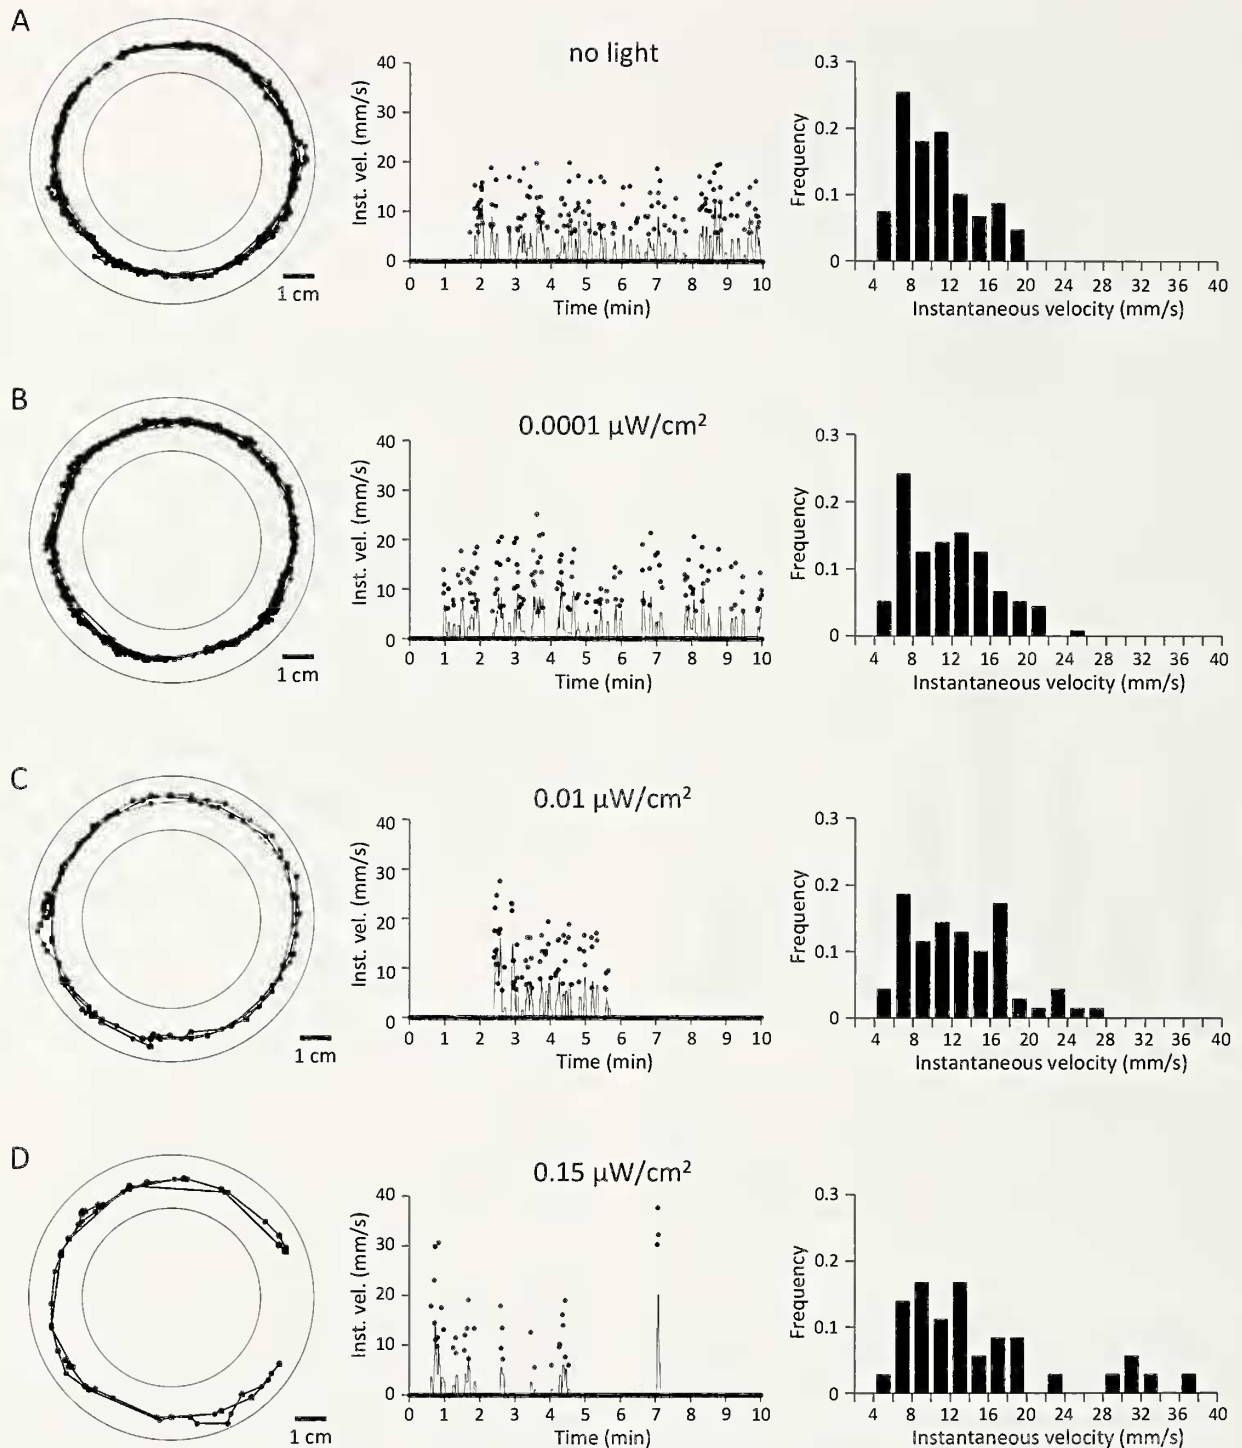 A
no light
Inst. vel. (mm/s)
40
30
20
10
0
0 1 2 3 4 5 6 7 8 9 10
Time (min)
1 cm
Frequency
0.3
0.2
0.1
0
4 8 12 16 20 24 28 32 36 40
Instantaneous velocity (mm/s)
B
0.0001 µW/cm²
Inst. vel. (mm/s)
40
30
20
10
0
0 1 2 3 4 5 6 7 8 9 10
Time (min)
1 cm
Frequency
0.3
0.2
0.1
0
4 8 12 16 20 24 28 32 36 40
Instantaneous velocity (mm/s)
C
0.01 µW/cm²
Inst. vel. (mm/s)
40
30
20
10
0
0 1 2 3 4 5 6 7 8 9 10
Time (min)
1 cm
Frequency
0.3
0.2
0.1
0
4 8 12 16 20 24 28 32 36 40
Instantaneous velocity (mm/s)
D
0.15 µW/cm²
Inst. vel. (mm/s)
40
30
20
10
0
0 1 2 3 4 5 6 7 8 9 10
Time (min)
1 cm
Frequency
0.3
0.2
0.1
0
4 8 12 16 20 24 28 32 36 40
Instantaneous velocity (mm/s)